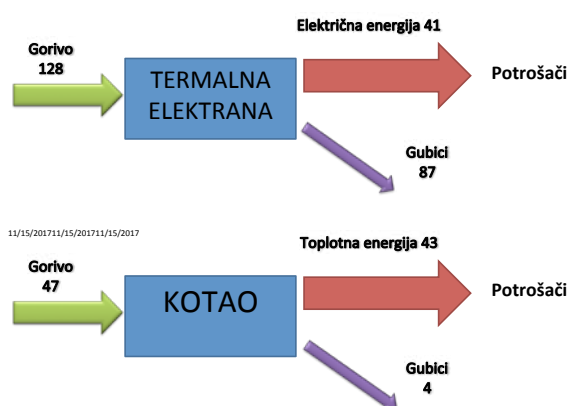 Električna energija 41
Gorivo
128
TERMALNA
ELEKTRANA
Potrošači
Gubici
87
11/15/201711/15/201711/15/2017
Toplotna energija 43
Gorivo
47
KOTAO
Potrošači
Gubici
4